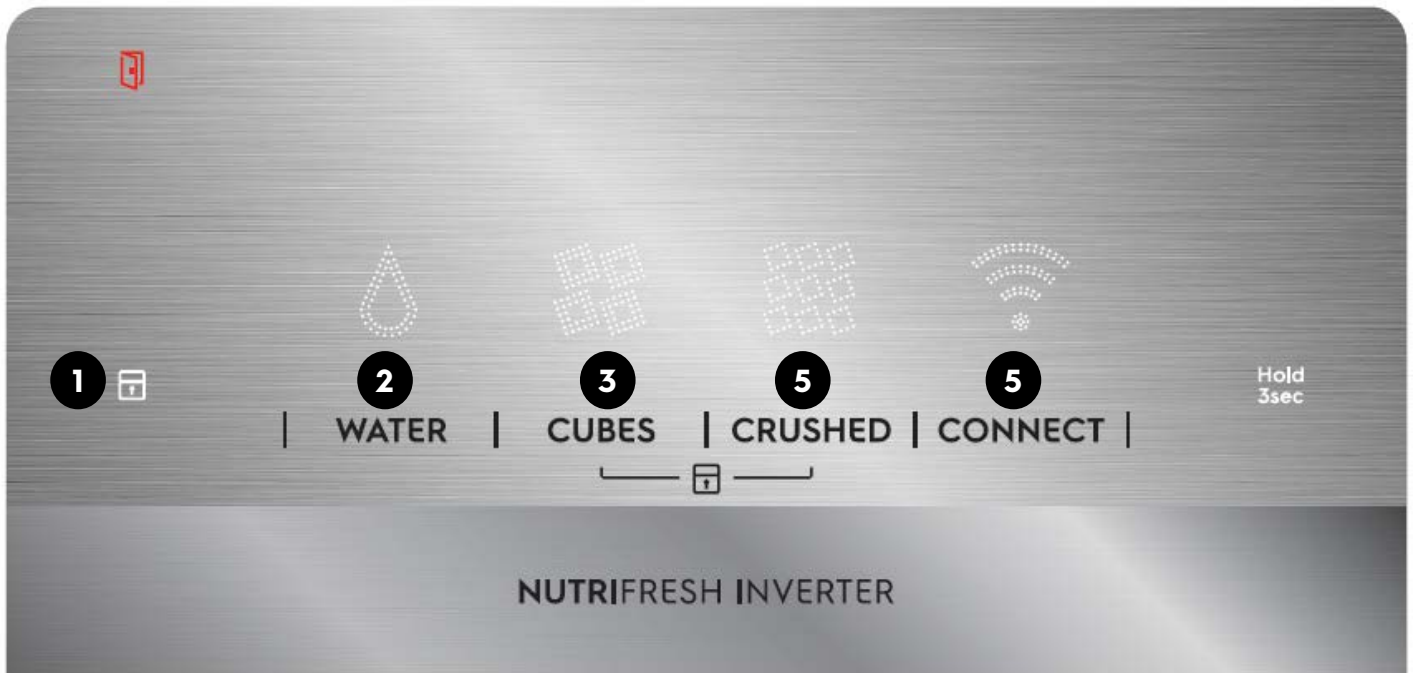 1 2 3 5 5
Hold
3sec
WATER CUBES CRUSHED CONNECT
NUTRIFRESH INVERTER